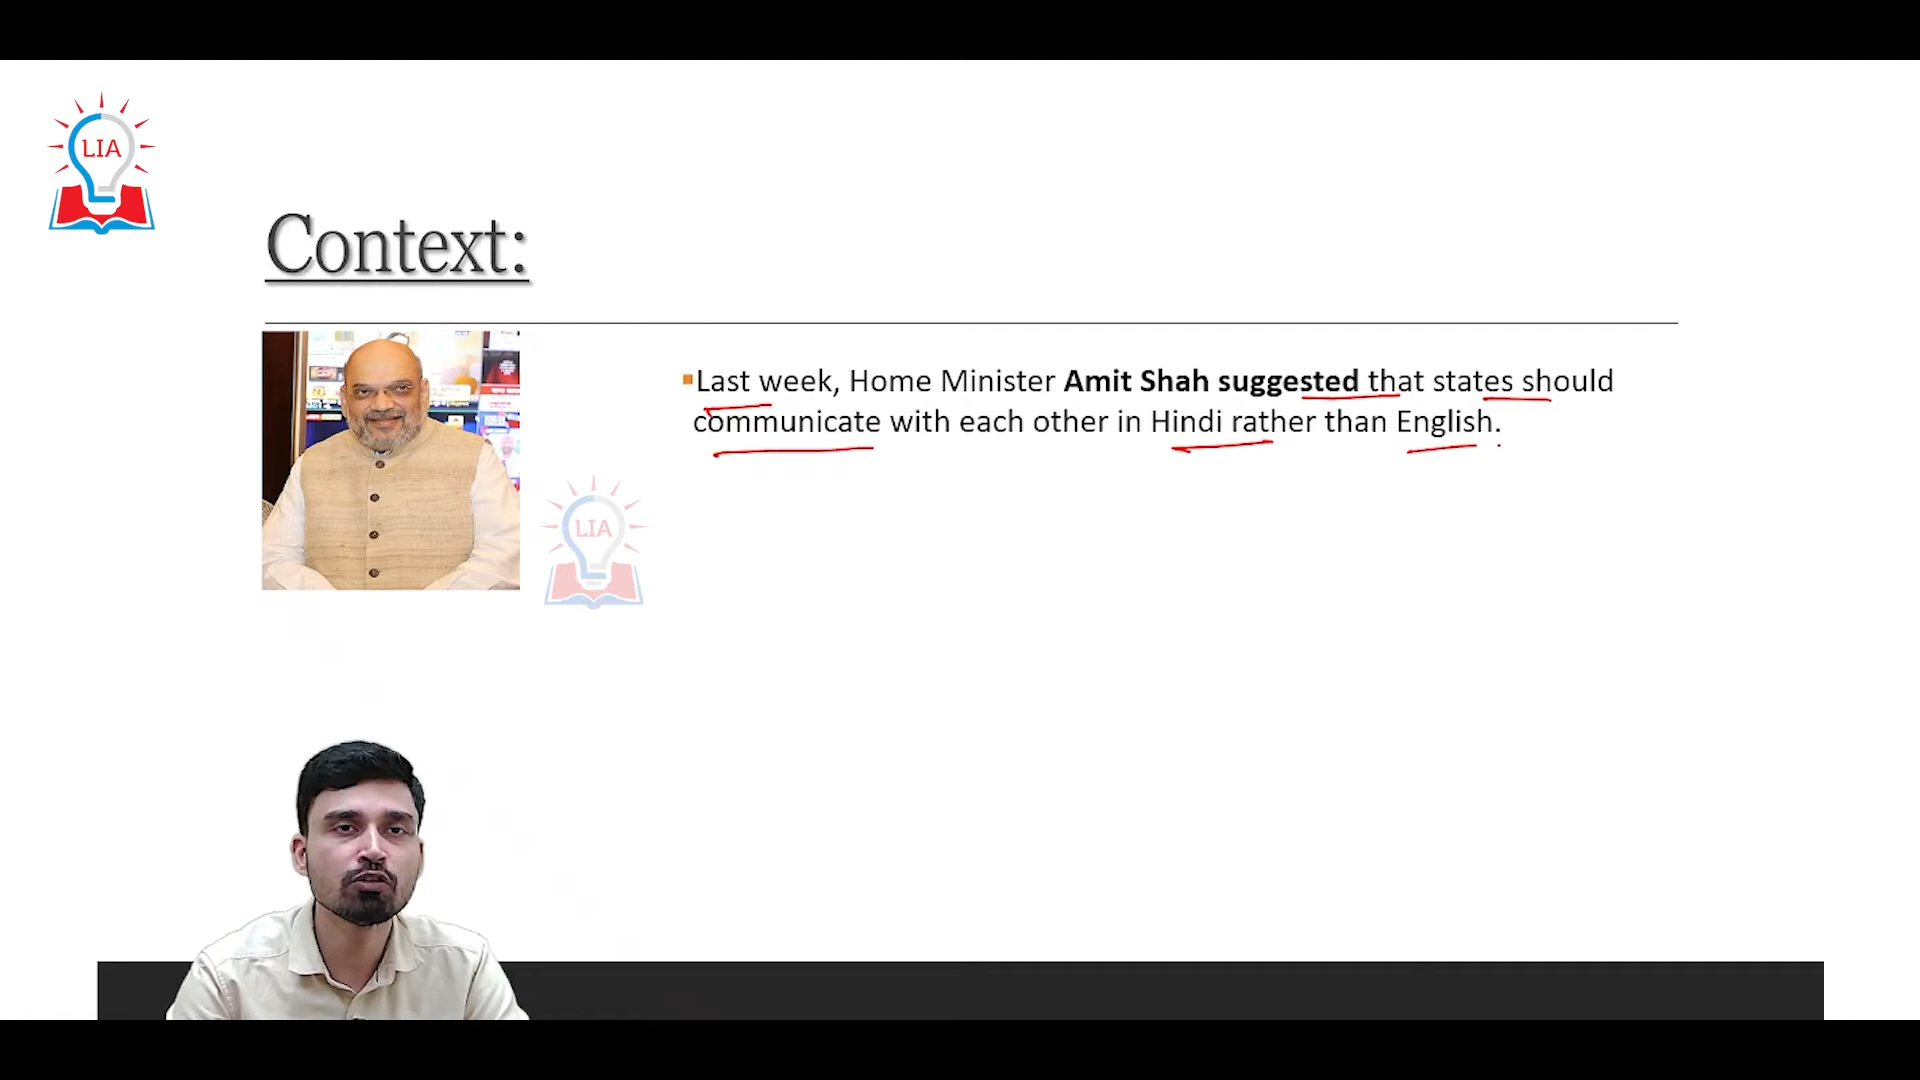 LIA
Context:
Last week, Home Minister Amit Shah suggested that states should
communicate with each other in Hindi rather than English.
LIA